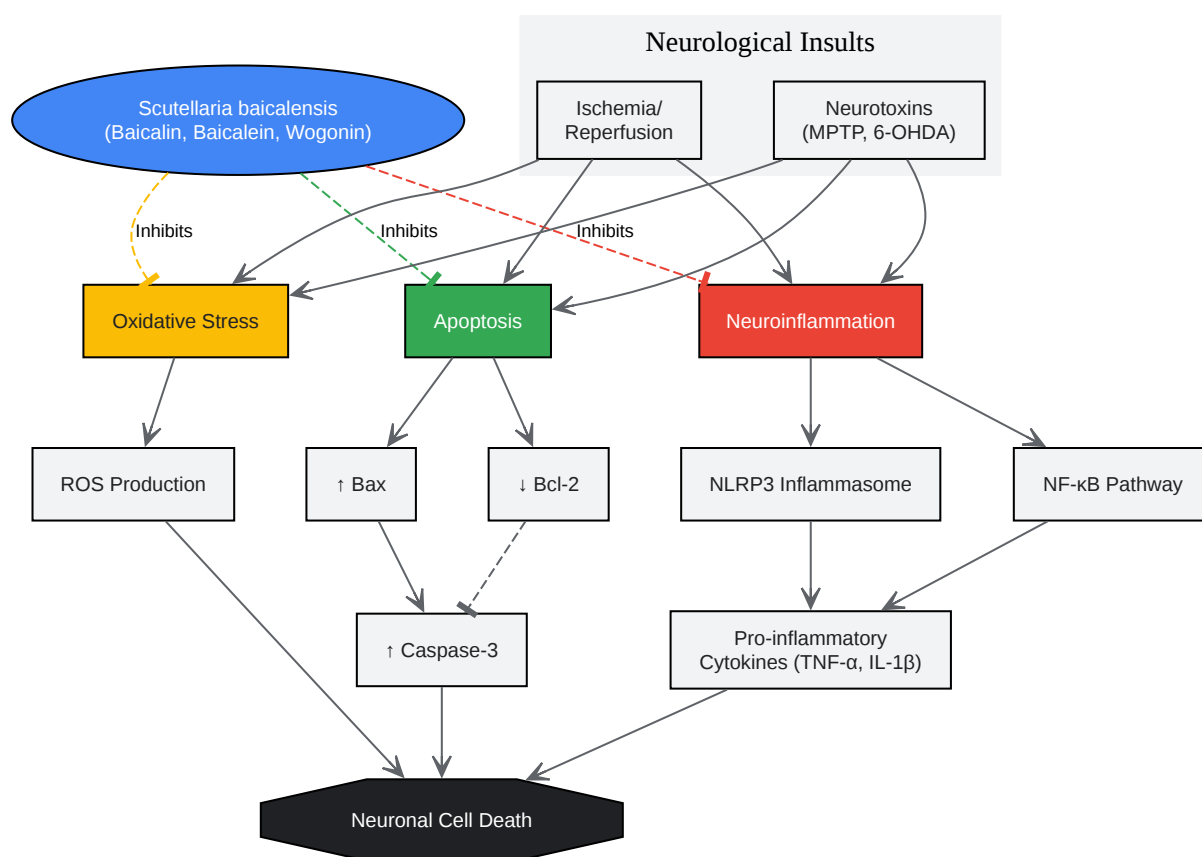 Neurological Insults
Scutellaria baicalensis
(Baicalin, Baicalein, Wogonin)
Ischemia/
Reperfusion
Neurotoxins
(MPTP, 6-OHDA)
Inhibits
Inhibits
Inhibits
Oxidative Stress
Apoptosis
Neuroinflammation
ROS Production
↑ Bax
↓ Bcl-2
NLRP3 Inflammasome
NF-κB Pathway
↑ Caspase-3
Pro-inflammatory
Cytokines (TNF-α, IL-1β)
Neuronal Cell Death